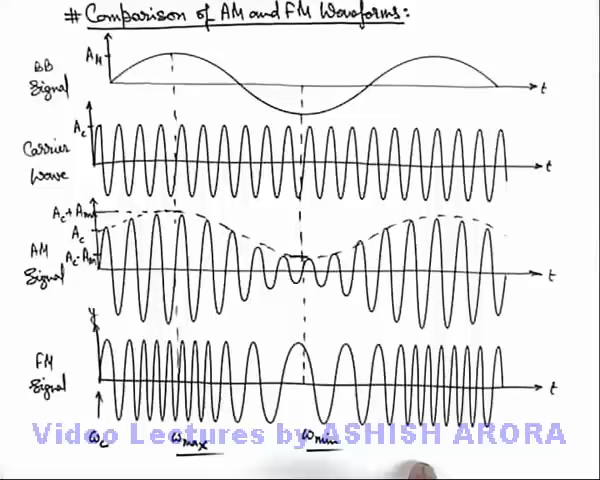 # Comparison of AM and FM Waveforms:
A_M
BB
Signal
t
A_c
Carrier
Wave
t
A_c+A_m
A_c
A_c-A_m
AM
Signal
t
y
FM
Signal
t
Video Lectures by ASHISH ARORA
ω_c
ω_max
ω_min